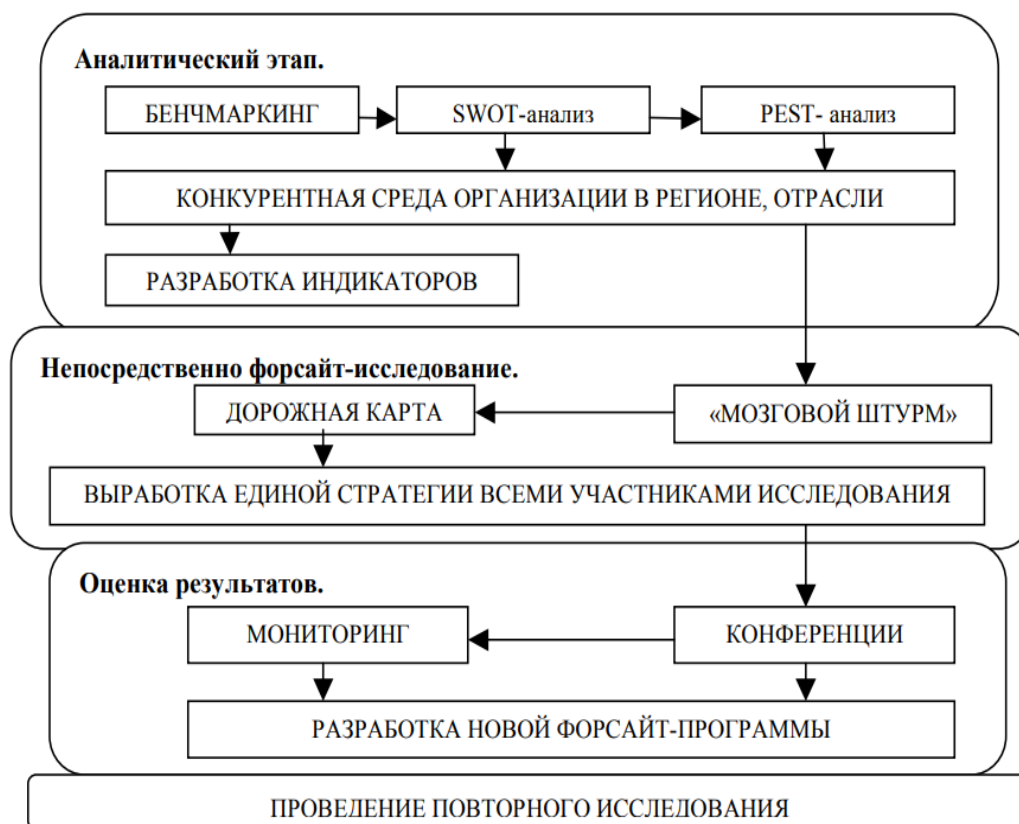 Аналитический этап.
БЕНЧМАРКИНГ
SWOT-анализ
PEST- анализ
КОНКУРЕНТНАЯ СРЕДА ОРГАНИЗАЦИИ В РЕГИОНЕ, ОТРАСЛИ
РАЗРАБОТКА ИНДИКАТОРОВ
Непосредственно форсайт-исследование.
ДОРОЖНАЯ КАРТА
«МОЗГОВОЙ ШТУРМ»
ВЫРАБОТКА ЕДИНОЙ СТРАТЕГИИ ВСЕМИ УЧАСТНИКАМИ ИССЛЕДОВАНИЯ
Оценка результатов.
МОНИТОРИНГ
КОНФЕРЕНЦИИ
РАЗРАБОТКА НОВОЙ ФОРСАЙТ-ПРОГРАММЫ
ПРОВЕДЕНИЕ ПОВТОРНОГО ИССЛЕДОВАНИЯ